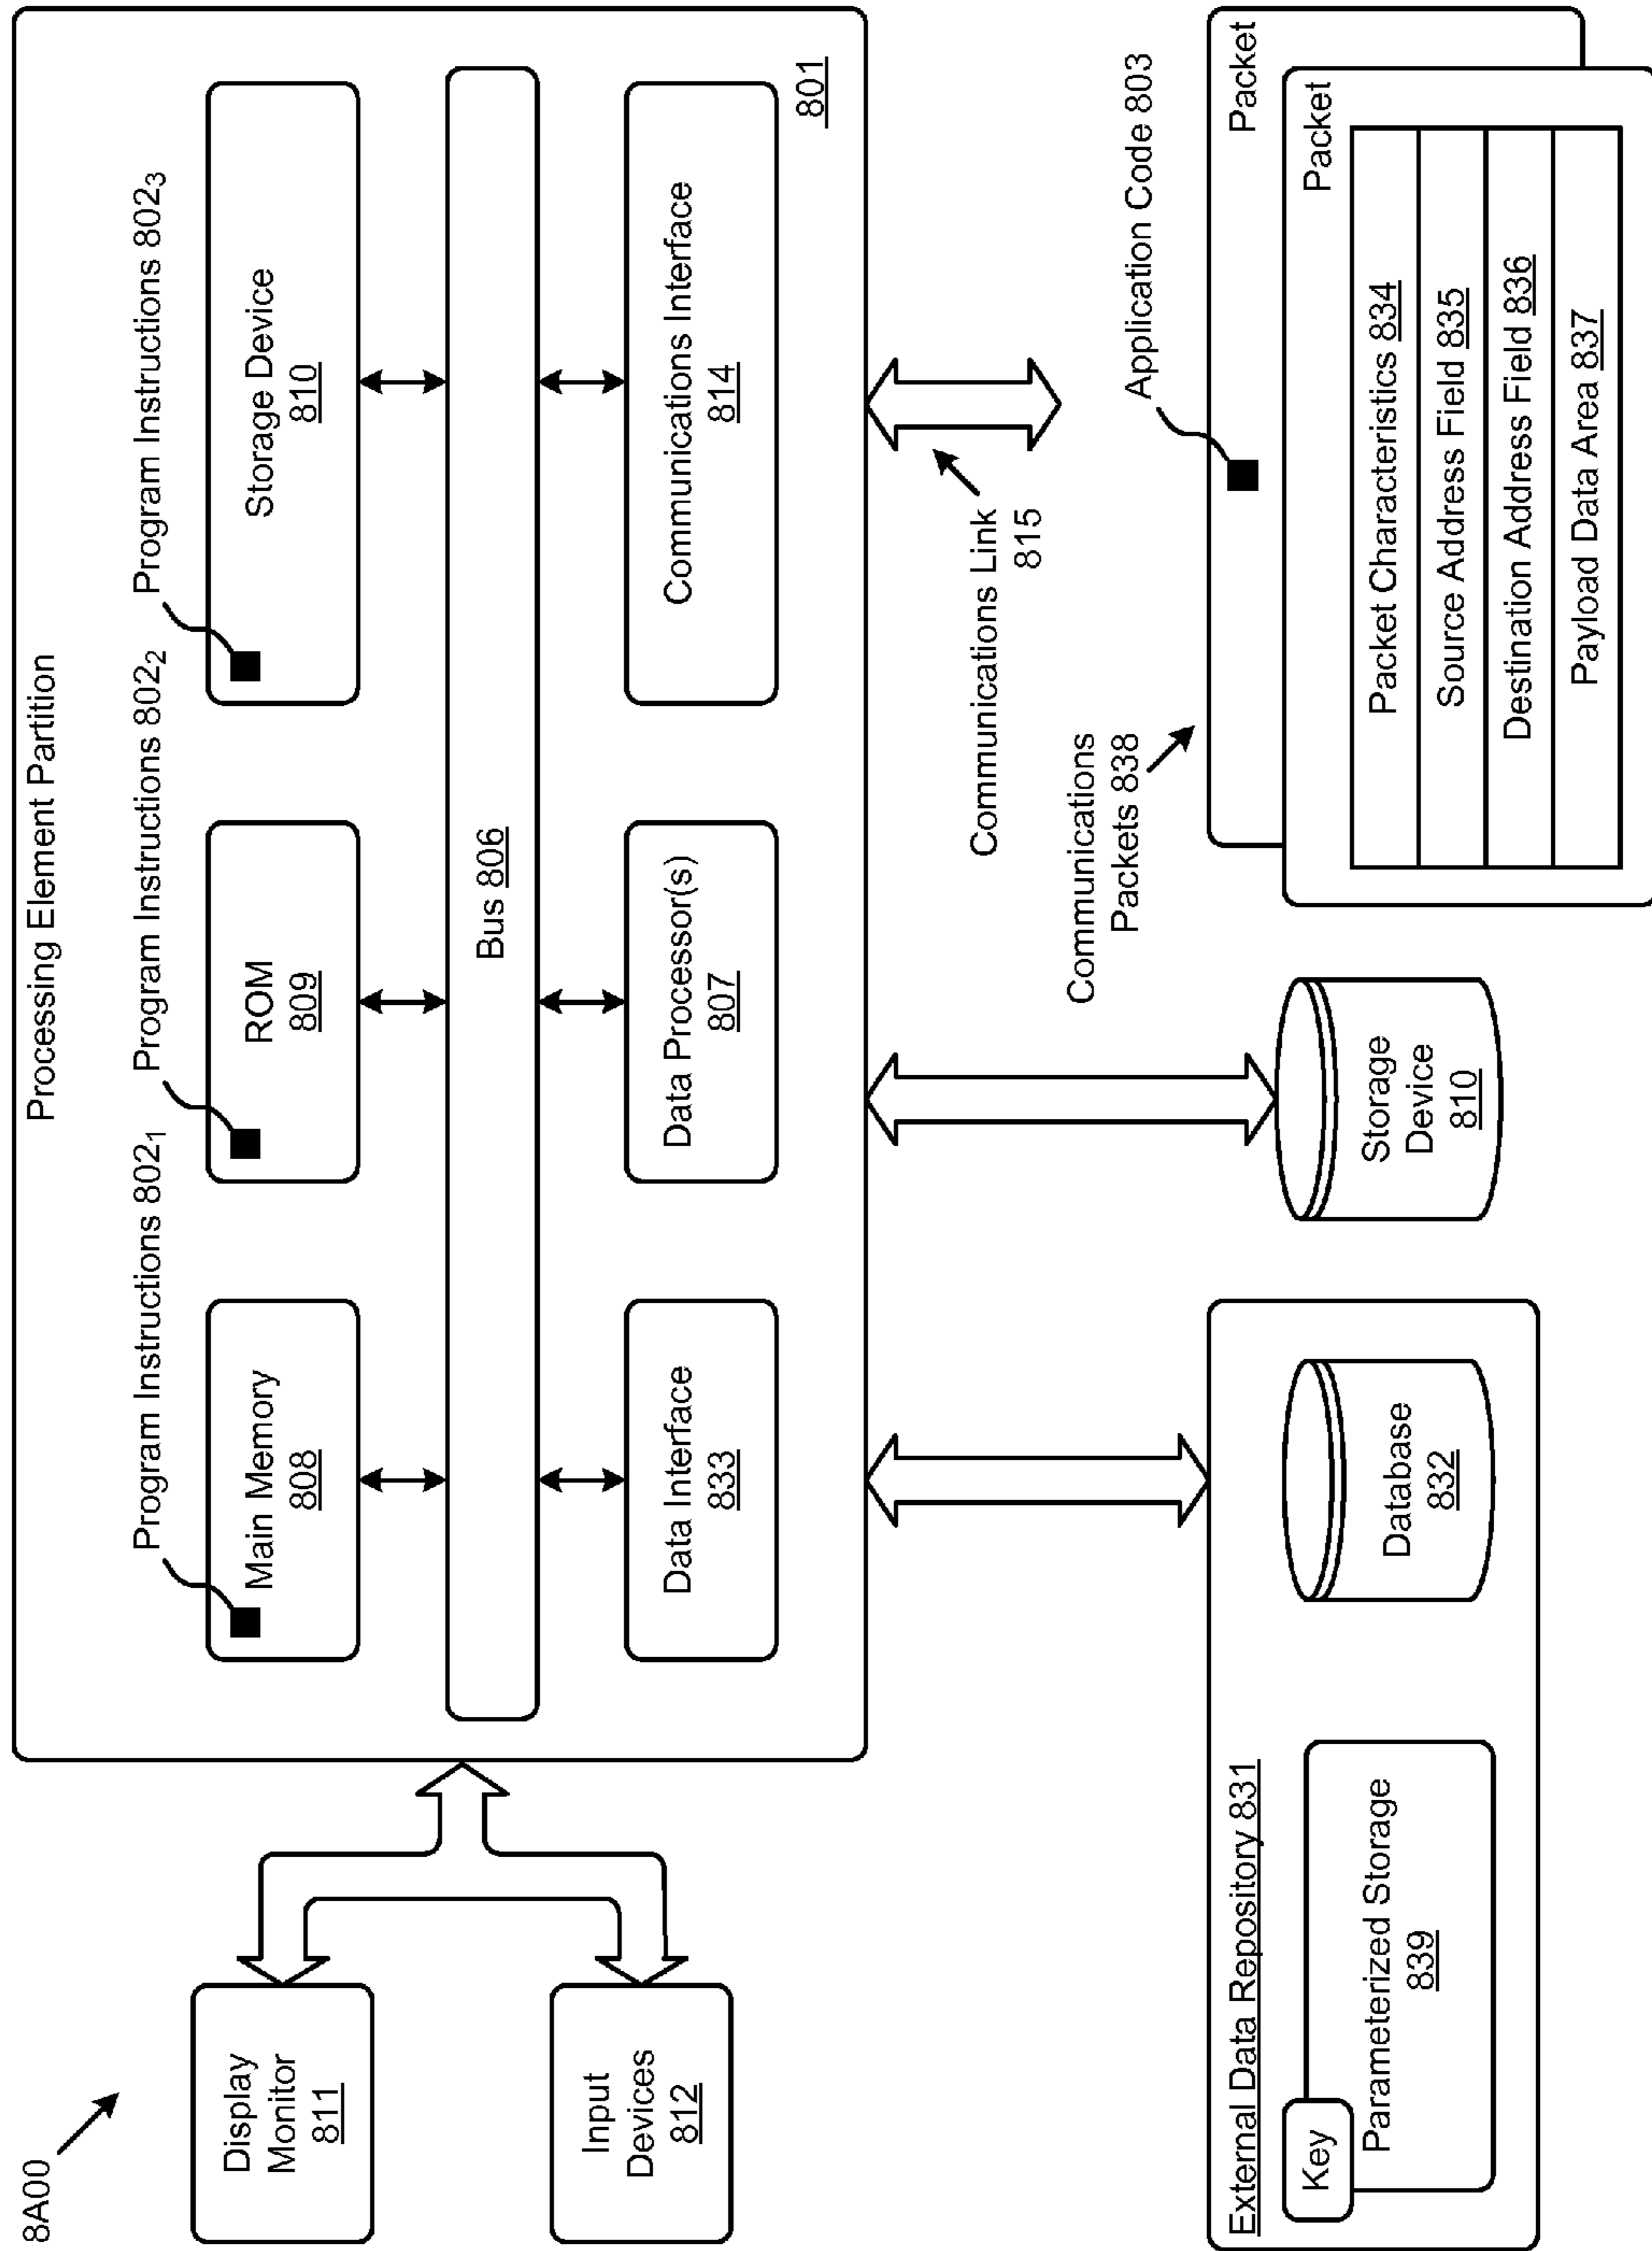 8A00
Processing Element Partition
Program Instructions 802₁
Program Instructions 802₂
Program Instructions 802₃
Display
Monitor
811
Main Memory
808
ROM
809
Storage Device
810
Bus 806
Input
Devices
812
Data Interface
833
Data Processor(s)
807
Communications Interface
814
801
Communications Link
815
Application Code 803
Communications
Packets 838
External Data Repository 831
Key
Parameterized Storage
839
Database
832
Storage
Device
810
Packet
Packet
Packet Characteristics 834
Source Address Field 835
Destination Address Field 836
Payload Data Area 837